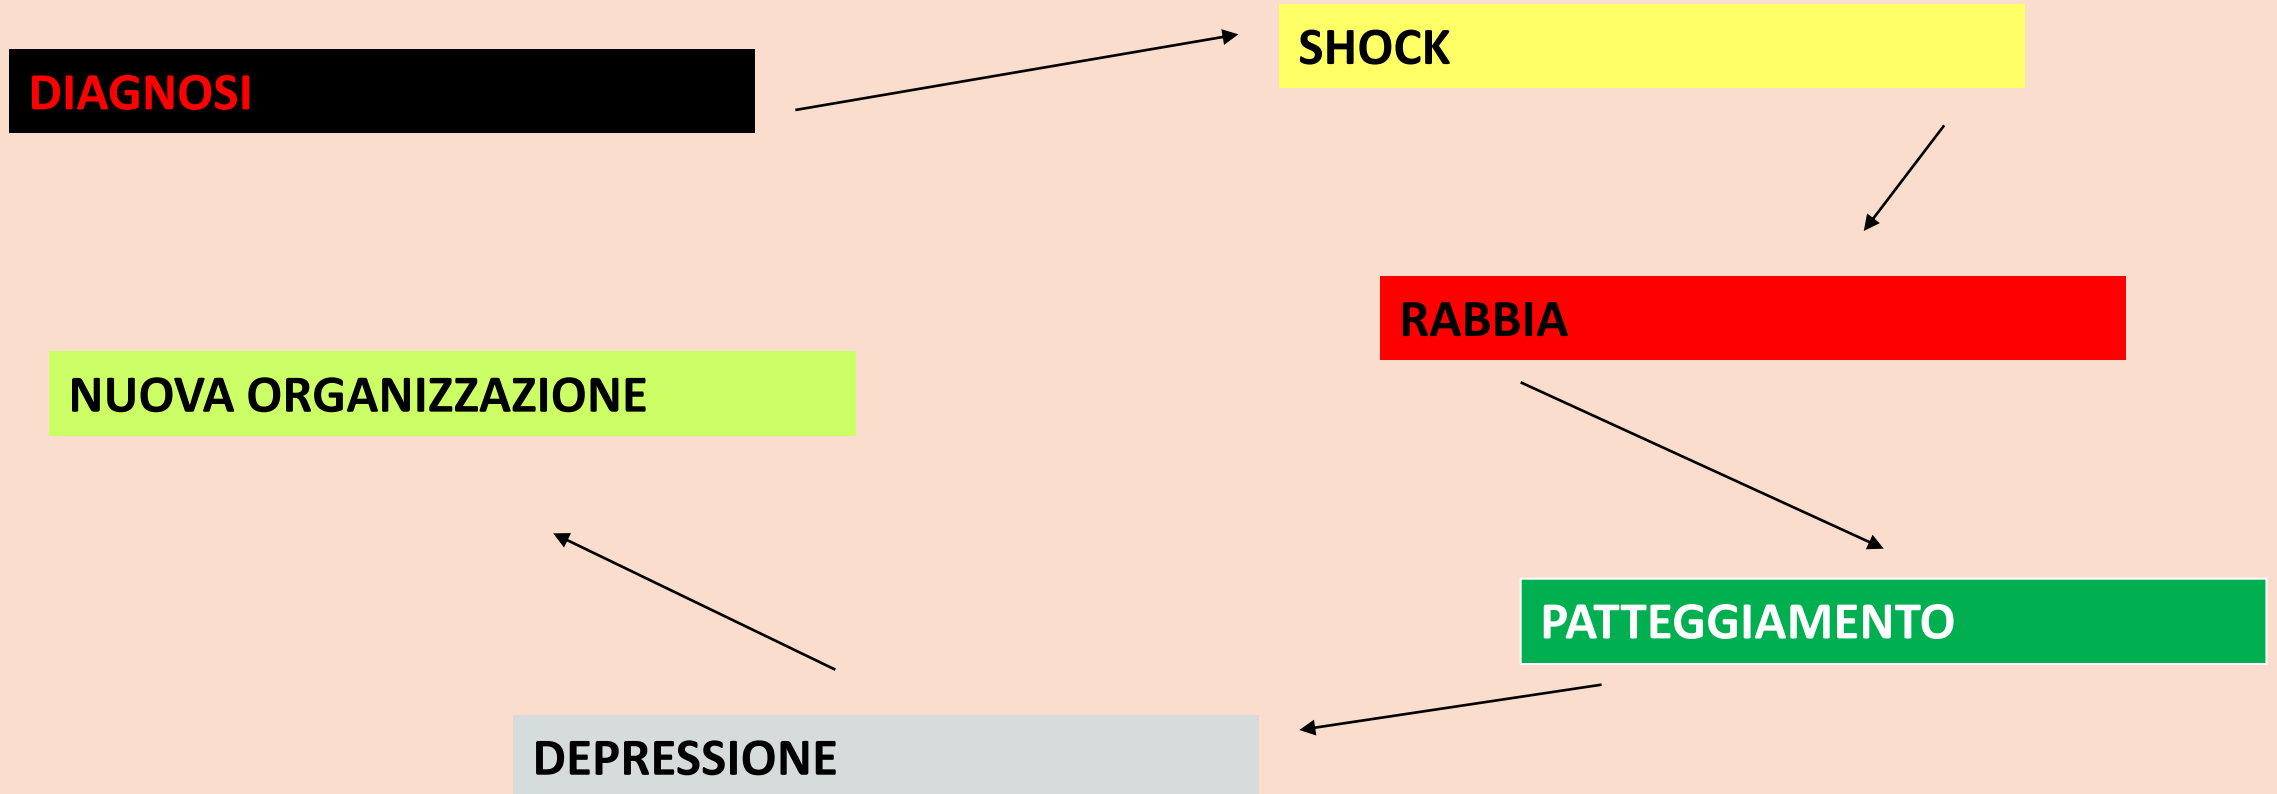 DIAGNOSI
SHOCK
RABBIA
PATTEGGIAMENTO
DEPRESSIONE
NUOVA ORGANIZZAZIONE